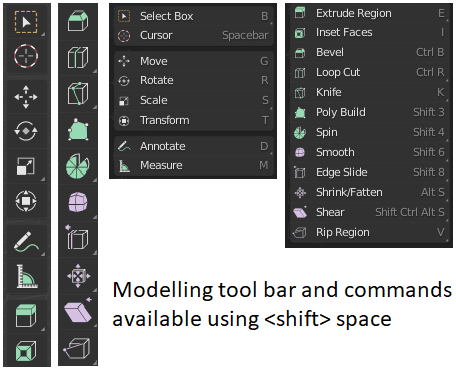 Select Box B
Cursor Spacebar
Move G
Rotate R
Scale S
Transform T
Annotate D
Measure M
Extrude Region E
Inset Faces I
Bevel Ctrl B
Loop Cut Ctrl R
Knife K
Poly Build Shift 3
Spin Shift 4
Smooth Shift 6
Edge Slide Shift 8
Shrink/Fatten Alt S
Shear Shift Ctrl Alt S
Rip Region V
Modelling tool bar and commands
available using <shift> space